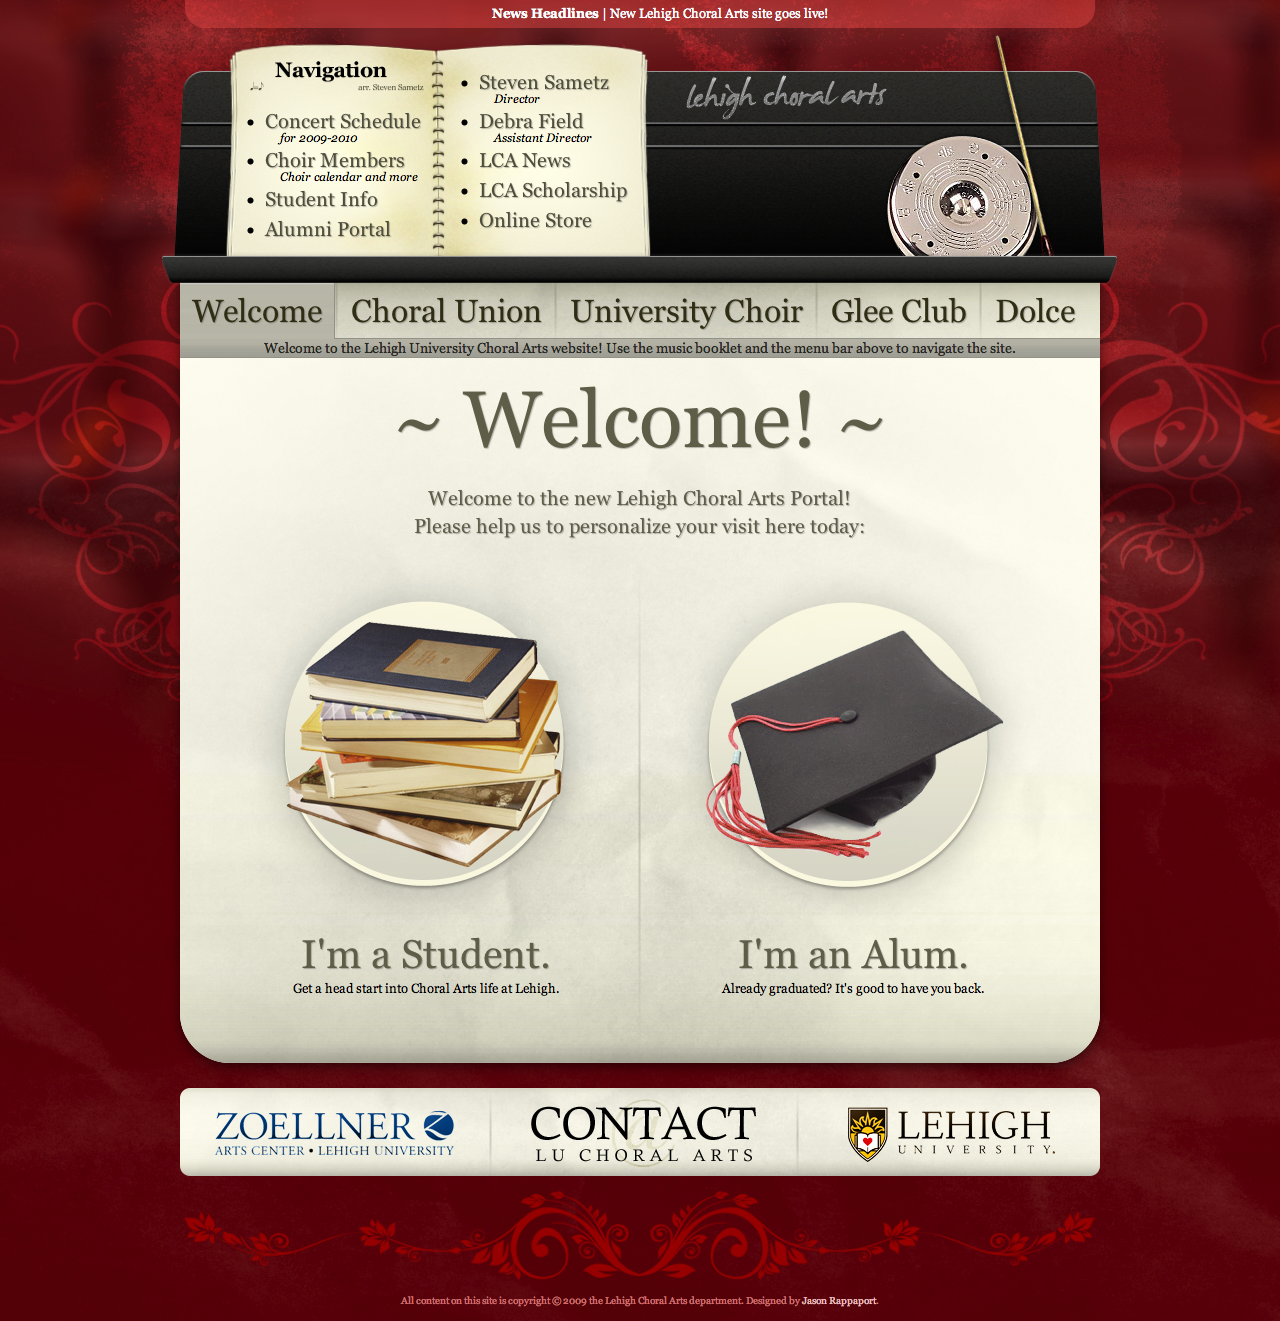 News Headlines | New Lehigh Choral Arts site goes live!
Navigation
arr. Steven Sametz
Concert Schedule
for 2009-2010
Choir Members
Choir calendar and more
Student Info
Alumni Portal
Steven Sametz
Director
Debra Field
Assistant Director
LCA News
LCA Scholarship
Online Store
lehigh choral arts
Welcome
Choral Union
University Choir
Glee Club
Dolce
Welcome to the Lehigh University Choral Arts website! Use the music booklet and the menu bar above to navigate the site.
~ Welcome! ~
Welcome to the new Lehigh Choral Arts Portal!
Please help us to personalize your visit here today:
I'm a Student.
Get a head start into Choral Arts life at Lehigh.
I'm an Alum.
Already graduated? It's good to have you back.
ZOELLNER
ARTS CENTER • LEHIGH UNIVERSITY
CONTACT
LU CHORAL ARTS
LEHIGH
UNIVERSITY.
All content on this site is copyright © 2009 the Lehigh Choral Arts department. Designed by Jason Rappaport.